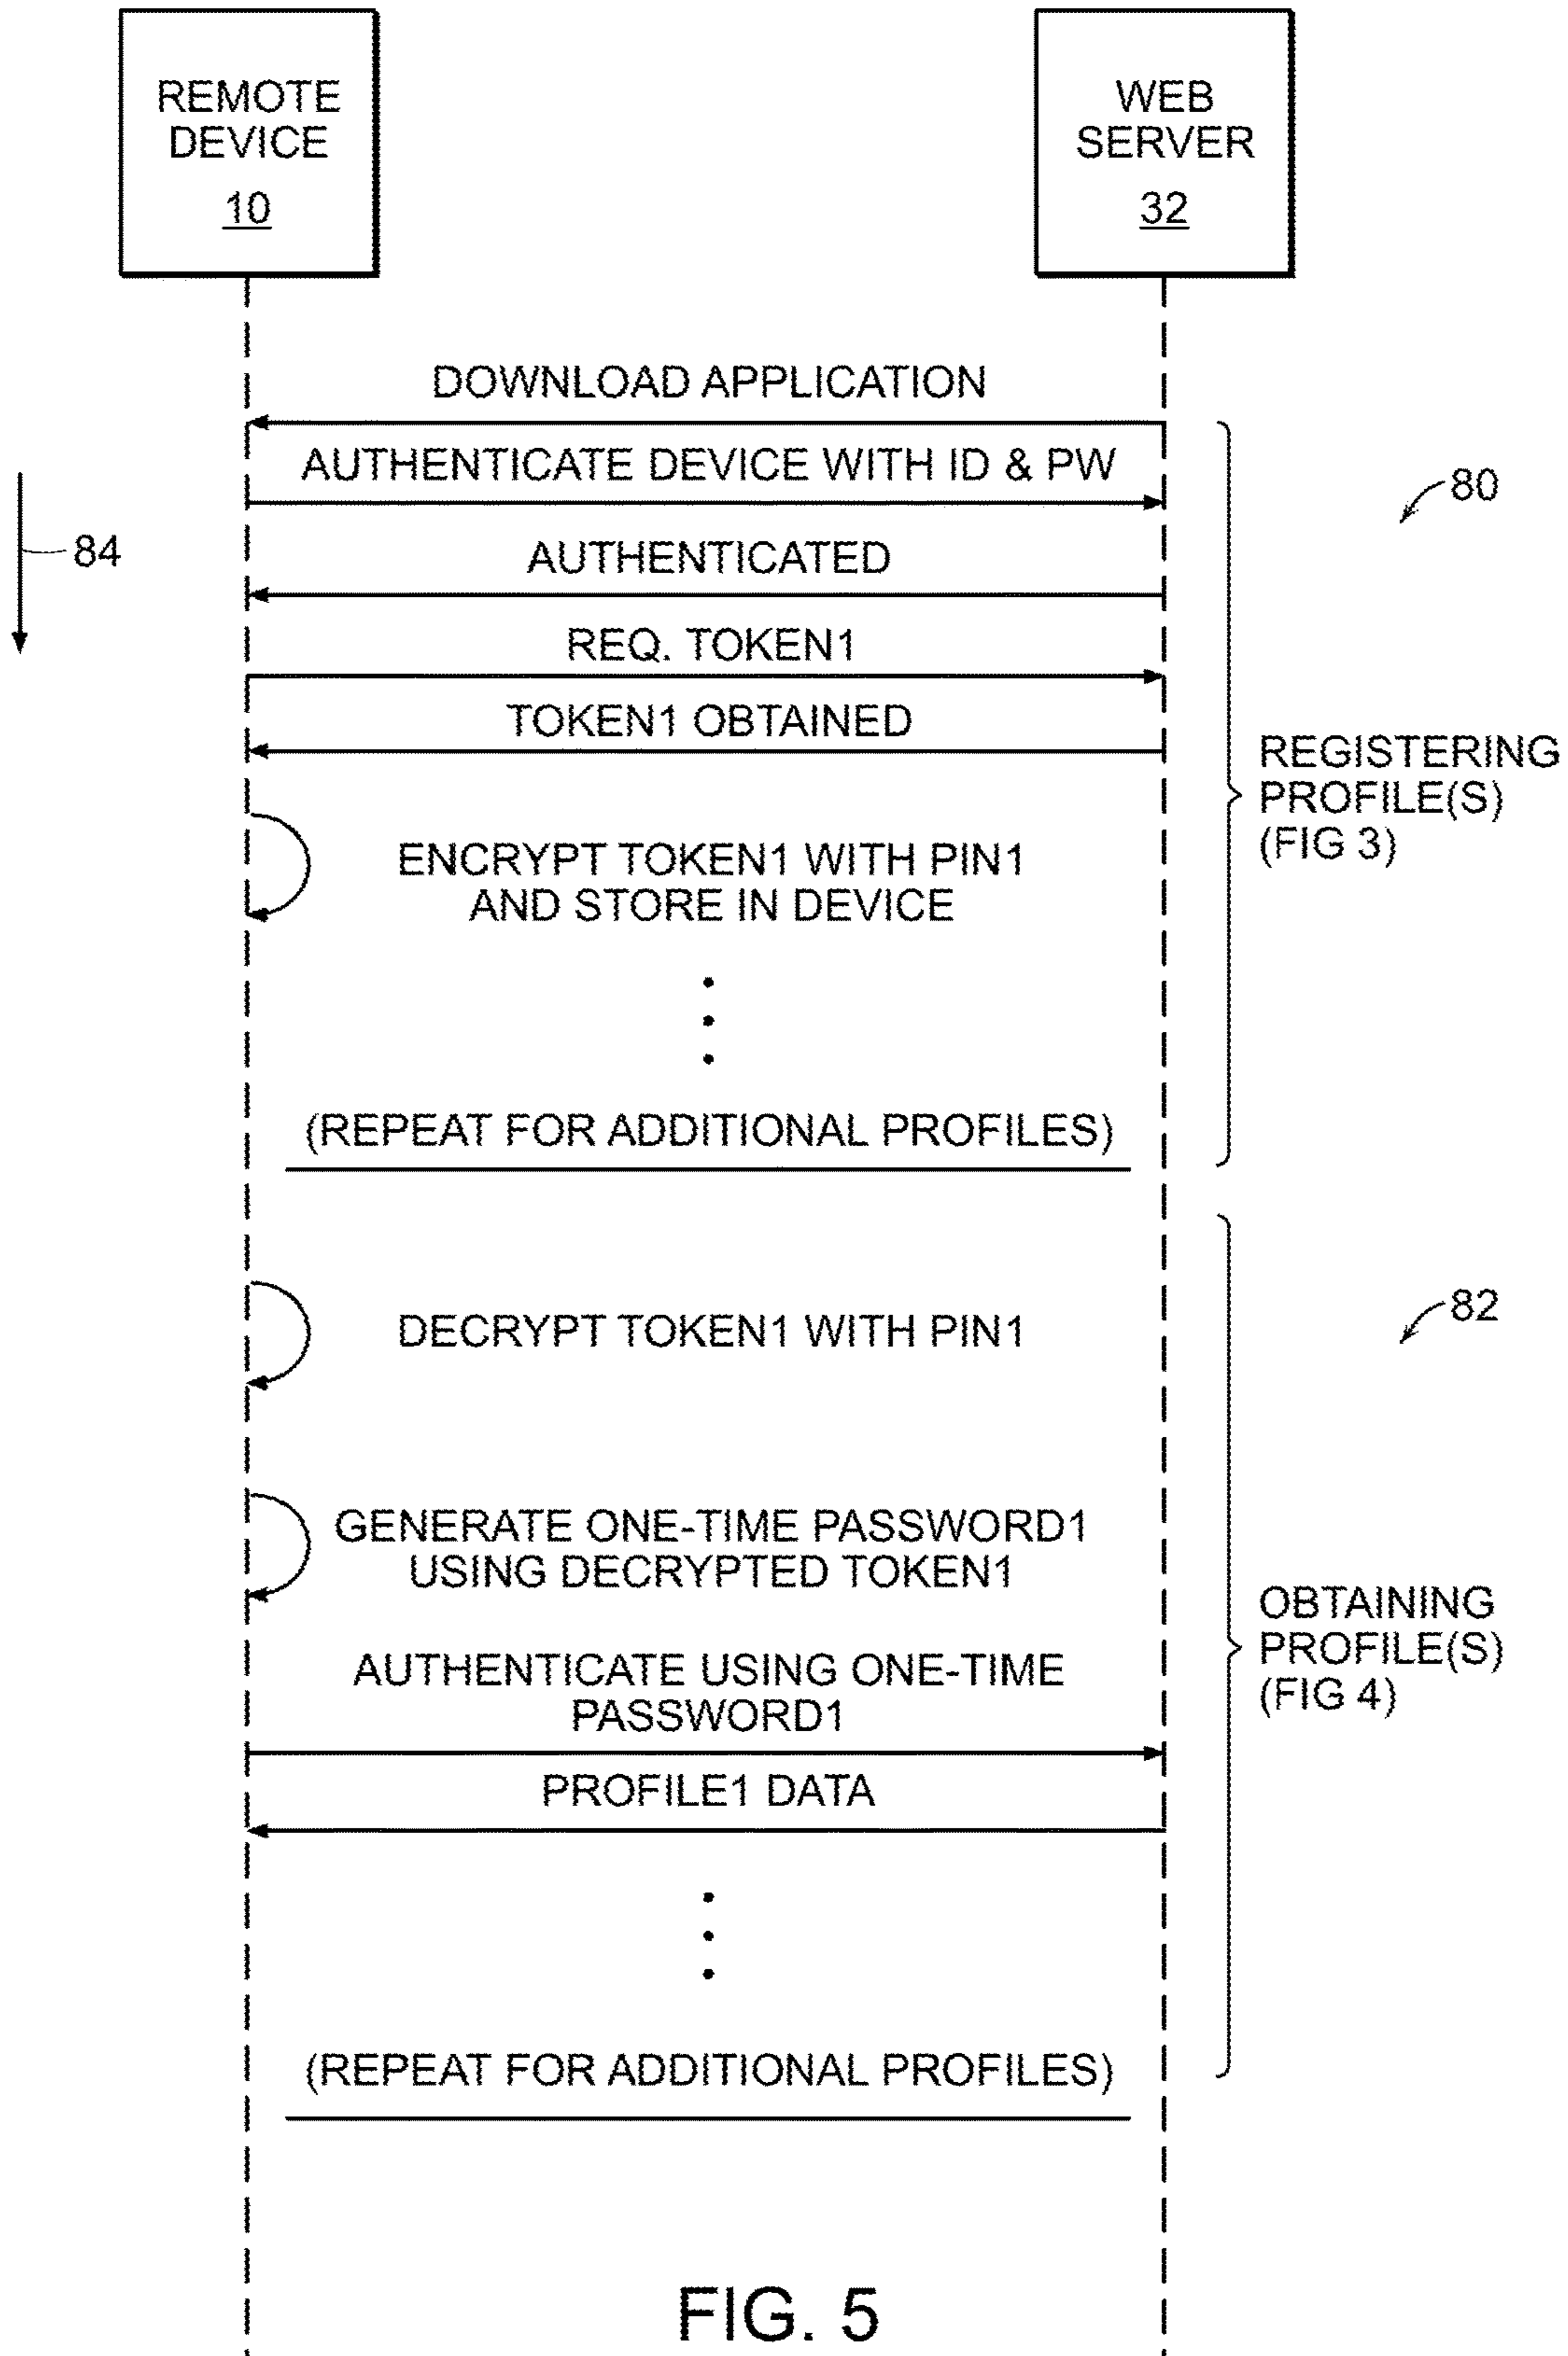 REMOTE
DEVICE
10
WEB
SERVER
32
DOWNLOAD APPLICATION
AUTHENTICATE DEVICE WITH ID & PW
80
84
AUTHENTICATED
REQ. TOKEN1
TOKEN1 OBTAINED
REGISTERING
PROFILE(S)
(FIG 3)
ENCRYPT TOKEN1 WITH PIN1
AND STORE IN DEVICE
(REPEAT FOR ADDITIONAL PROFILES)
DECRYPT TOKEN1 WITH PIN1
82
GENERATE ONE-TIME PASSWORD1
USING DECRYPTED TOKEN1
OBTAINING
PROFILE(S)
(FIG 4)
AUTHENTICATE USING ONE-TIME
PASSWORD1
PROFILE1 DATA
(REPEAT FOR ADDITIONAL PROFILES)
FIG. 5